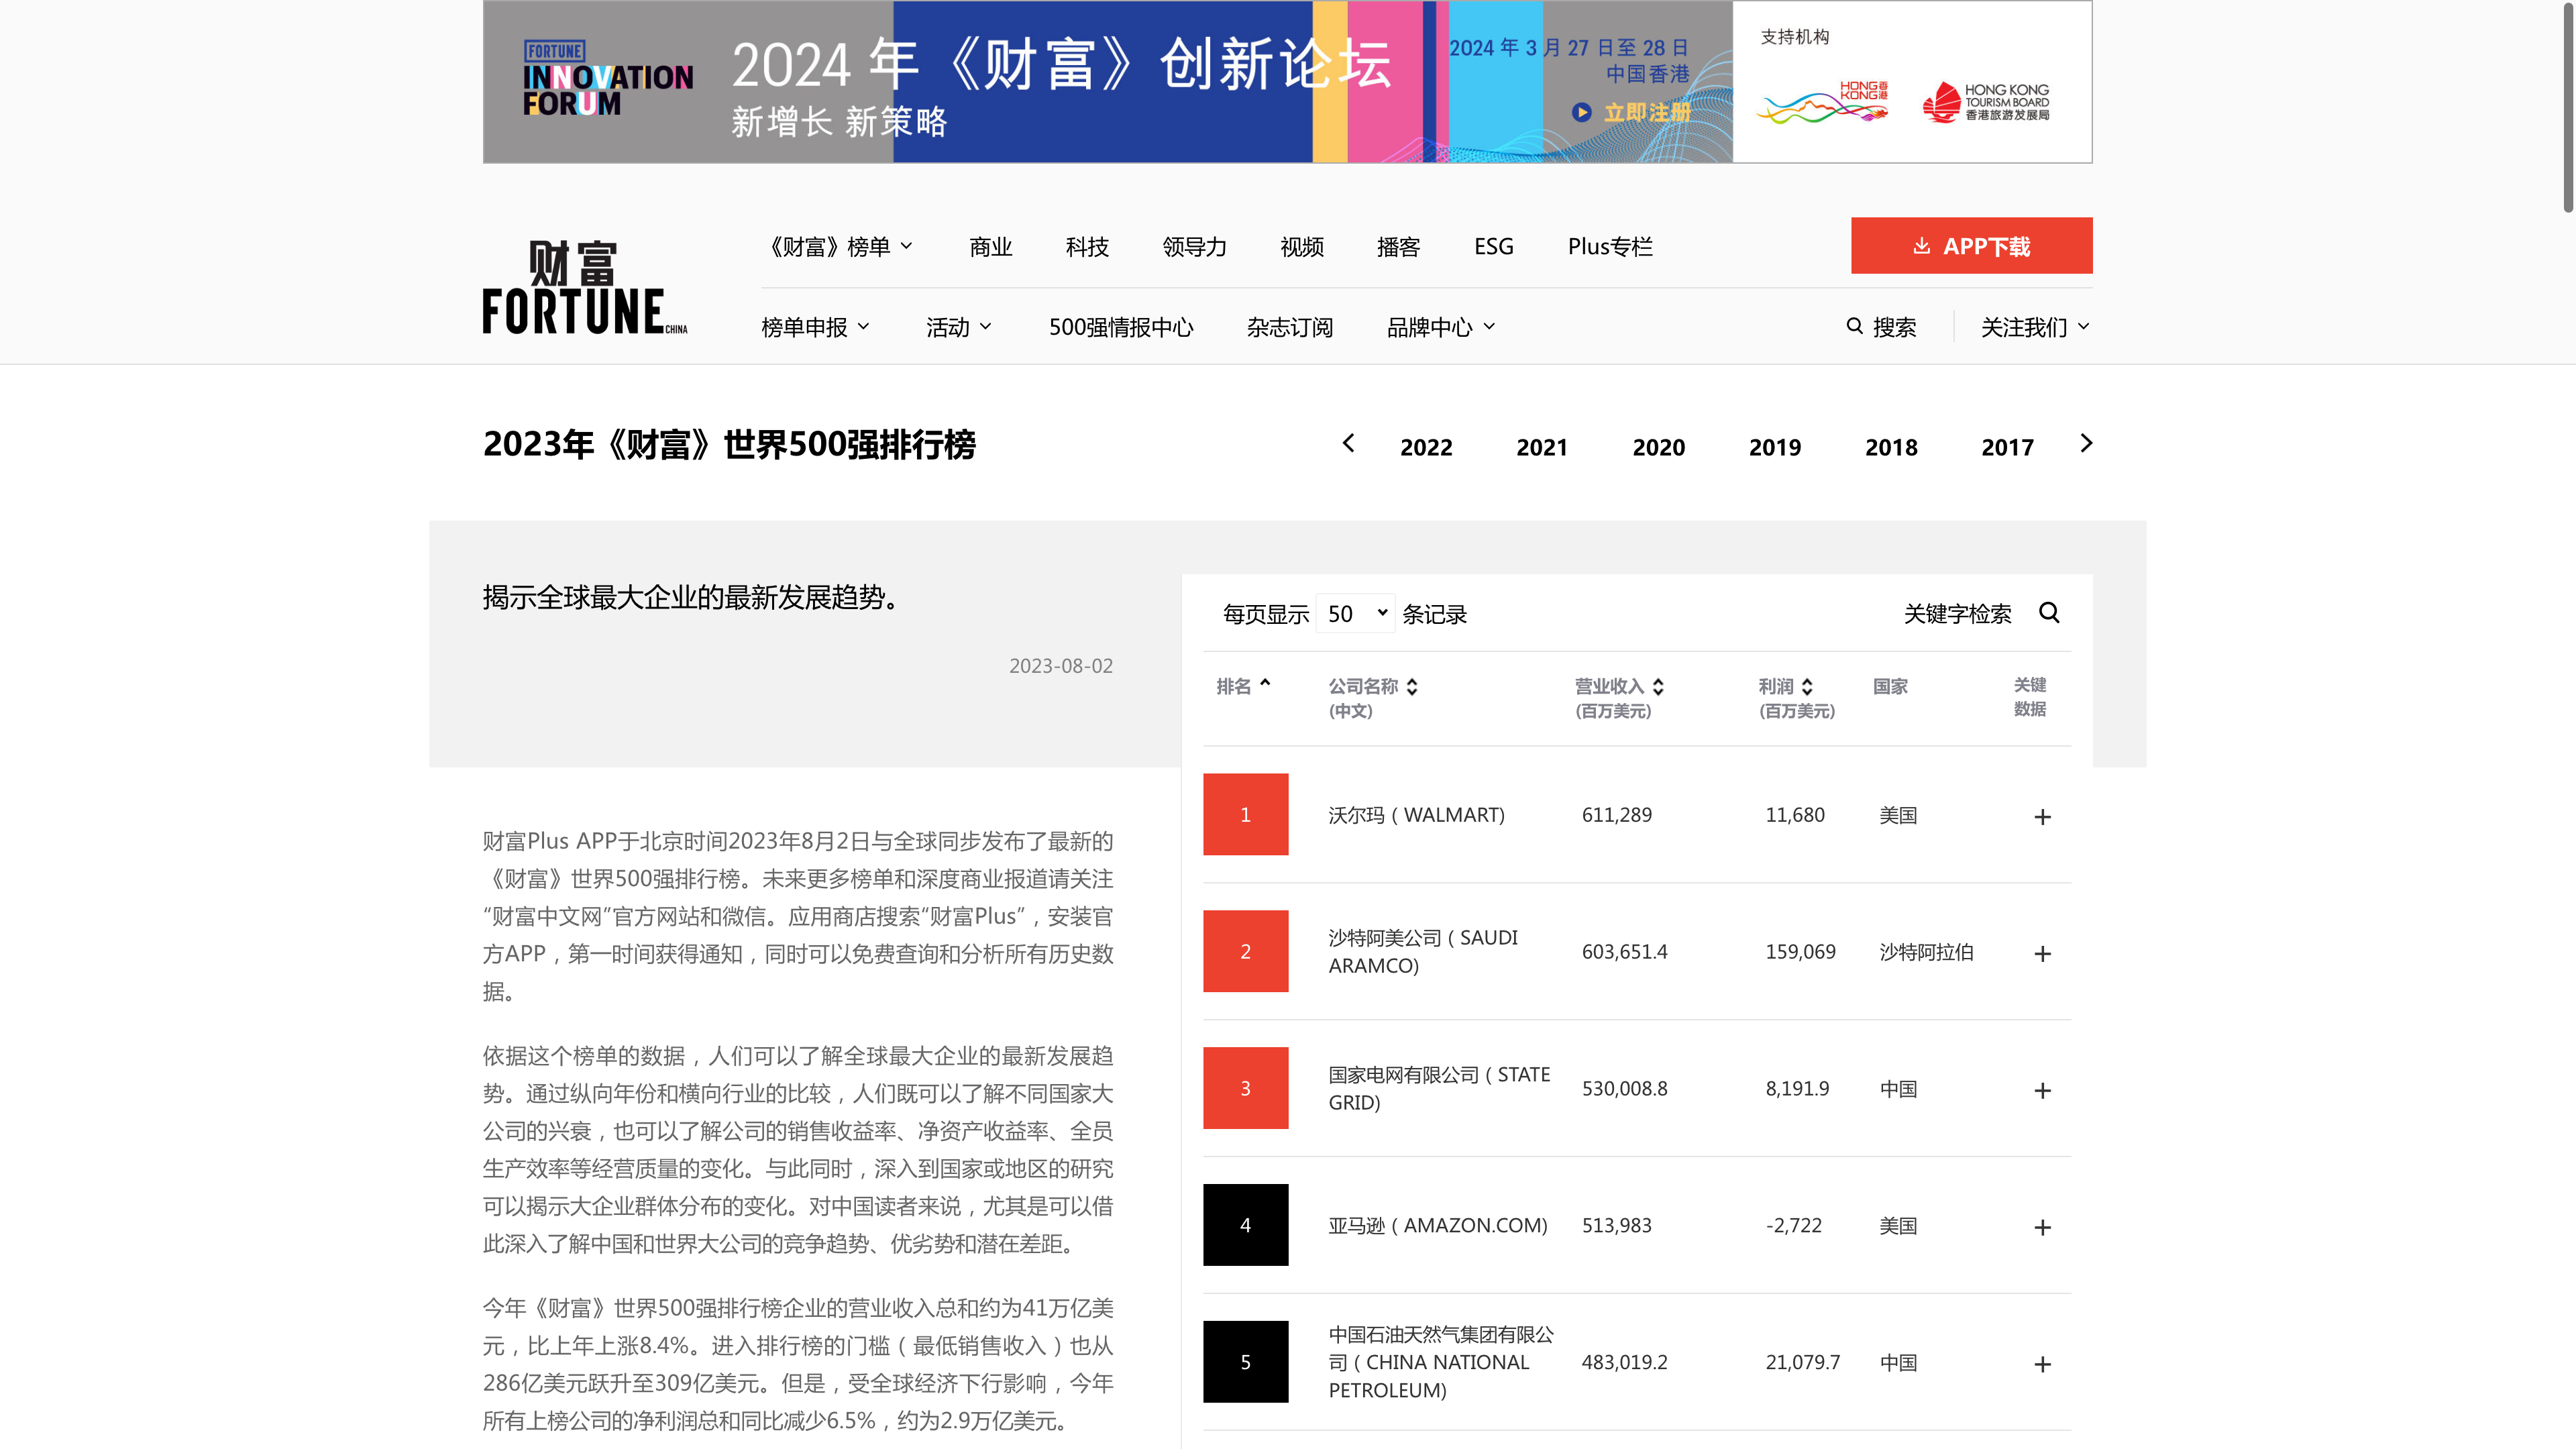 FORTUNE
INNOVATION
FORUM
2024 年《财富》创新论坛
新增长 新策略
2024 年 3 月 27 日至 28 日
中国香港
立即注册
支持机构
HONG 香
KONG 港
HONG KONG
TOURISM BOARD
香港旅游发展局
财富
FORTUNE CHINA
《财富》榜单 商业 科技 领导力 视频 播客 ESG Plus专栏
APP下载
榜单申报 活动 500强情报中心 杂志订阅 品牌中心
搜索 关注我们
2023年《财富》世界500强排行榜
2022 2021 2020 2019 2018 2017
揭示全球最大企业的最新发展趋势。
2023-08-02
财富Plus APP于北京时间2023年8月2日与全球同步发布了最新的
《财富》世界500强排行榜。未来更多榜单和深度商业报道请关注
“财富中文网”官方网站和微信。应用商店搜索“财富Plus”，安装官
方APP，第一时间获得通知，同时可以免费查询和分析所有历史数
据。
依据这个榜单的数据，人们可以了解全球最大企业的最新发展趋
势。通过纵向年份和横向行业的比较，人们既可以了解不同国家大
公司的兴衰，也可以了解公司的销售收益率、净资产收益率、全员
生产效率等经营质量的变化。与此同时，深入到国家或地区的研究
可以揭示大企业群体分布的变化。对中国读者来说，尤其是可以借
此深入了解中国和世界大公司的竞争趋势、优劣势和潜在差距。
今年《财富》世界500强排行榜企业的营业收入总和约为41万亿美
元，比上年上涨8.4%。进入排行榜的门槛（最低销售收入）也从
286亿美元跃升至309亿美元。但是，受全球经济下行影响，今年
所有上榜公司的净利润总和同比减少6.5%，约为2.9万亿美元。
每页显示 50 条记录
关键字检索
排名 公司名称 营业收入 利润 国家 关键
(中文) (百万美元) (百万美元) 数据
1 沃尔玛（WALMART) 611,289 11,680 美国 +
沙特阿美公司（SAUDI
2 ARAMCO) 603,651.4 159,069 沙特阿拉伯 +
国家电网有限公司（STATE
3 GRID) 530,008.8 8,191.9 中国 +
4 亚马逊（AMAZON.COM) 513,983 -2,722 美国 +
中国石油天然气集团有限公
5 司（CHINA NATIONAL 483,019.2 21,079.7 中国 +
PETROLEUM)